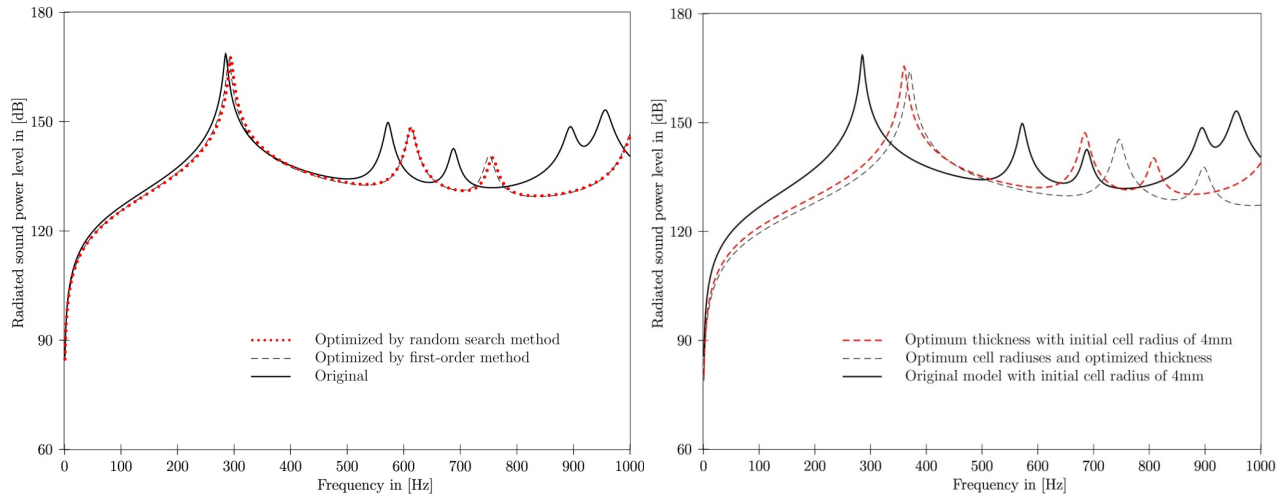 180
150
120
90
60
Radiated sound power level in [dB]
Optimized by random search method
Optimized by first-order method
Original
0 100 200 300 400 500 600 700 800 900 1000
Frequency in [Hz]
180
150
120
90
60
Radiated sound power level in [dB]
Optimum thickness with initial cell radius of 4mm
Optimum cell radiuses and optimized thickness
Original model with initial cell radius of 4mm
0 100 200 300 400 500 600 700 800 900 1000
Frequency in [Hz]